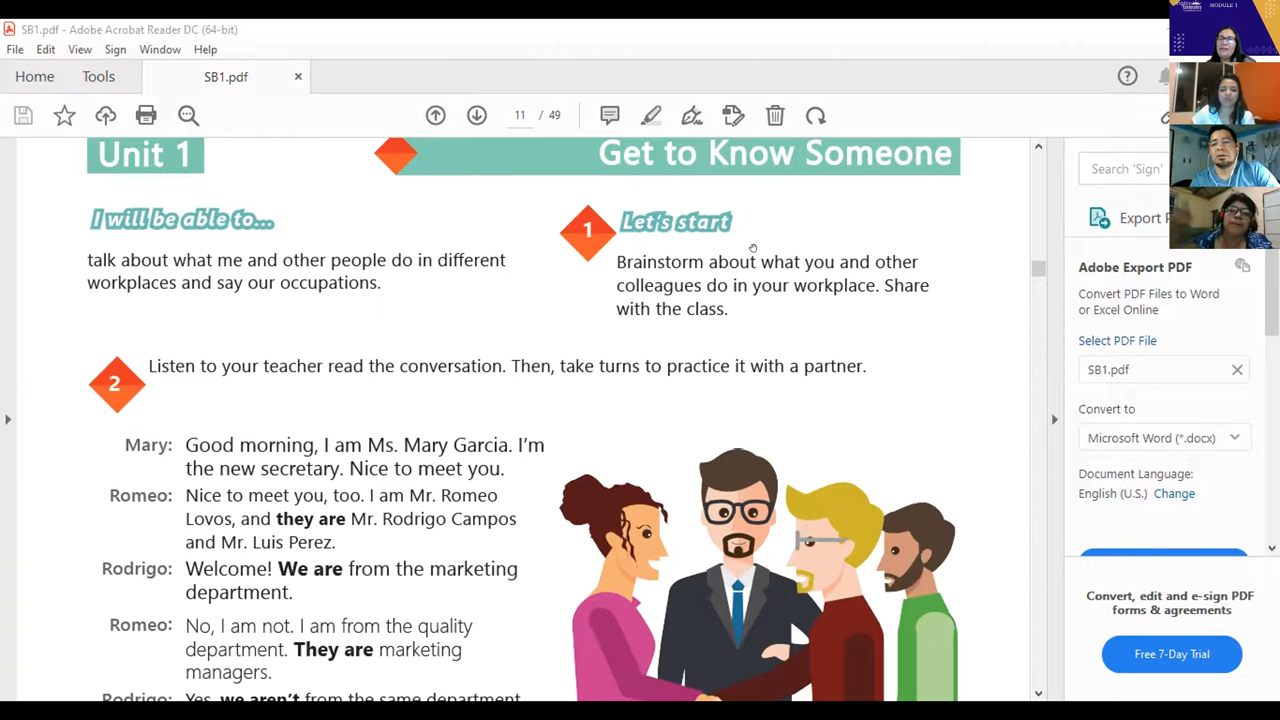 SB1.pdf - Adobe Acrobat Reader DC (64-bit)
File Edit View Sign Window Help
Home Tools SB1.pdf
11 / 49
MODULE 1
Unit 1
Get to Know Someone
I will be able to...
talk about what me and other people do in different
workplaces and say our occupations.
1
Let's start
Brainstorm about what you and other
colleagues do in your workplace. Share
with the class.
2
Listen to your teacher read the conversation. Then, take turns to practice it with a partner.
Mary: Good morning, I am Ms. Mary Garcia. I'm
the new secretary. Nice to meet you.
Romeo: Nice to meet you, too. I am Mr. Romeo
Lovos, and they are Mr. Rodrigo Campos
and Mr. Luis Perez.
Rodrigo: Welcome! We are from the marketing
department.
Romeo: No, I am not. I am from the quality
department. They are marketing
managers.
Rodrigo: Yes, we aren't from the same department
Search 'Sign'
Export P
Adobe Export PDF
Convert PDF Files to Word
or Excel Online
Select PDF File
SB1.pdf
Convert to
Microsoft Word (*.docx)
Document Language:
English (U.S.) Change
Convert, edit and e-sign PDF
forms & agreements
Free 7-Day Trial